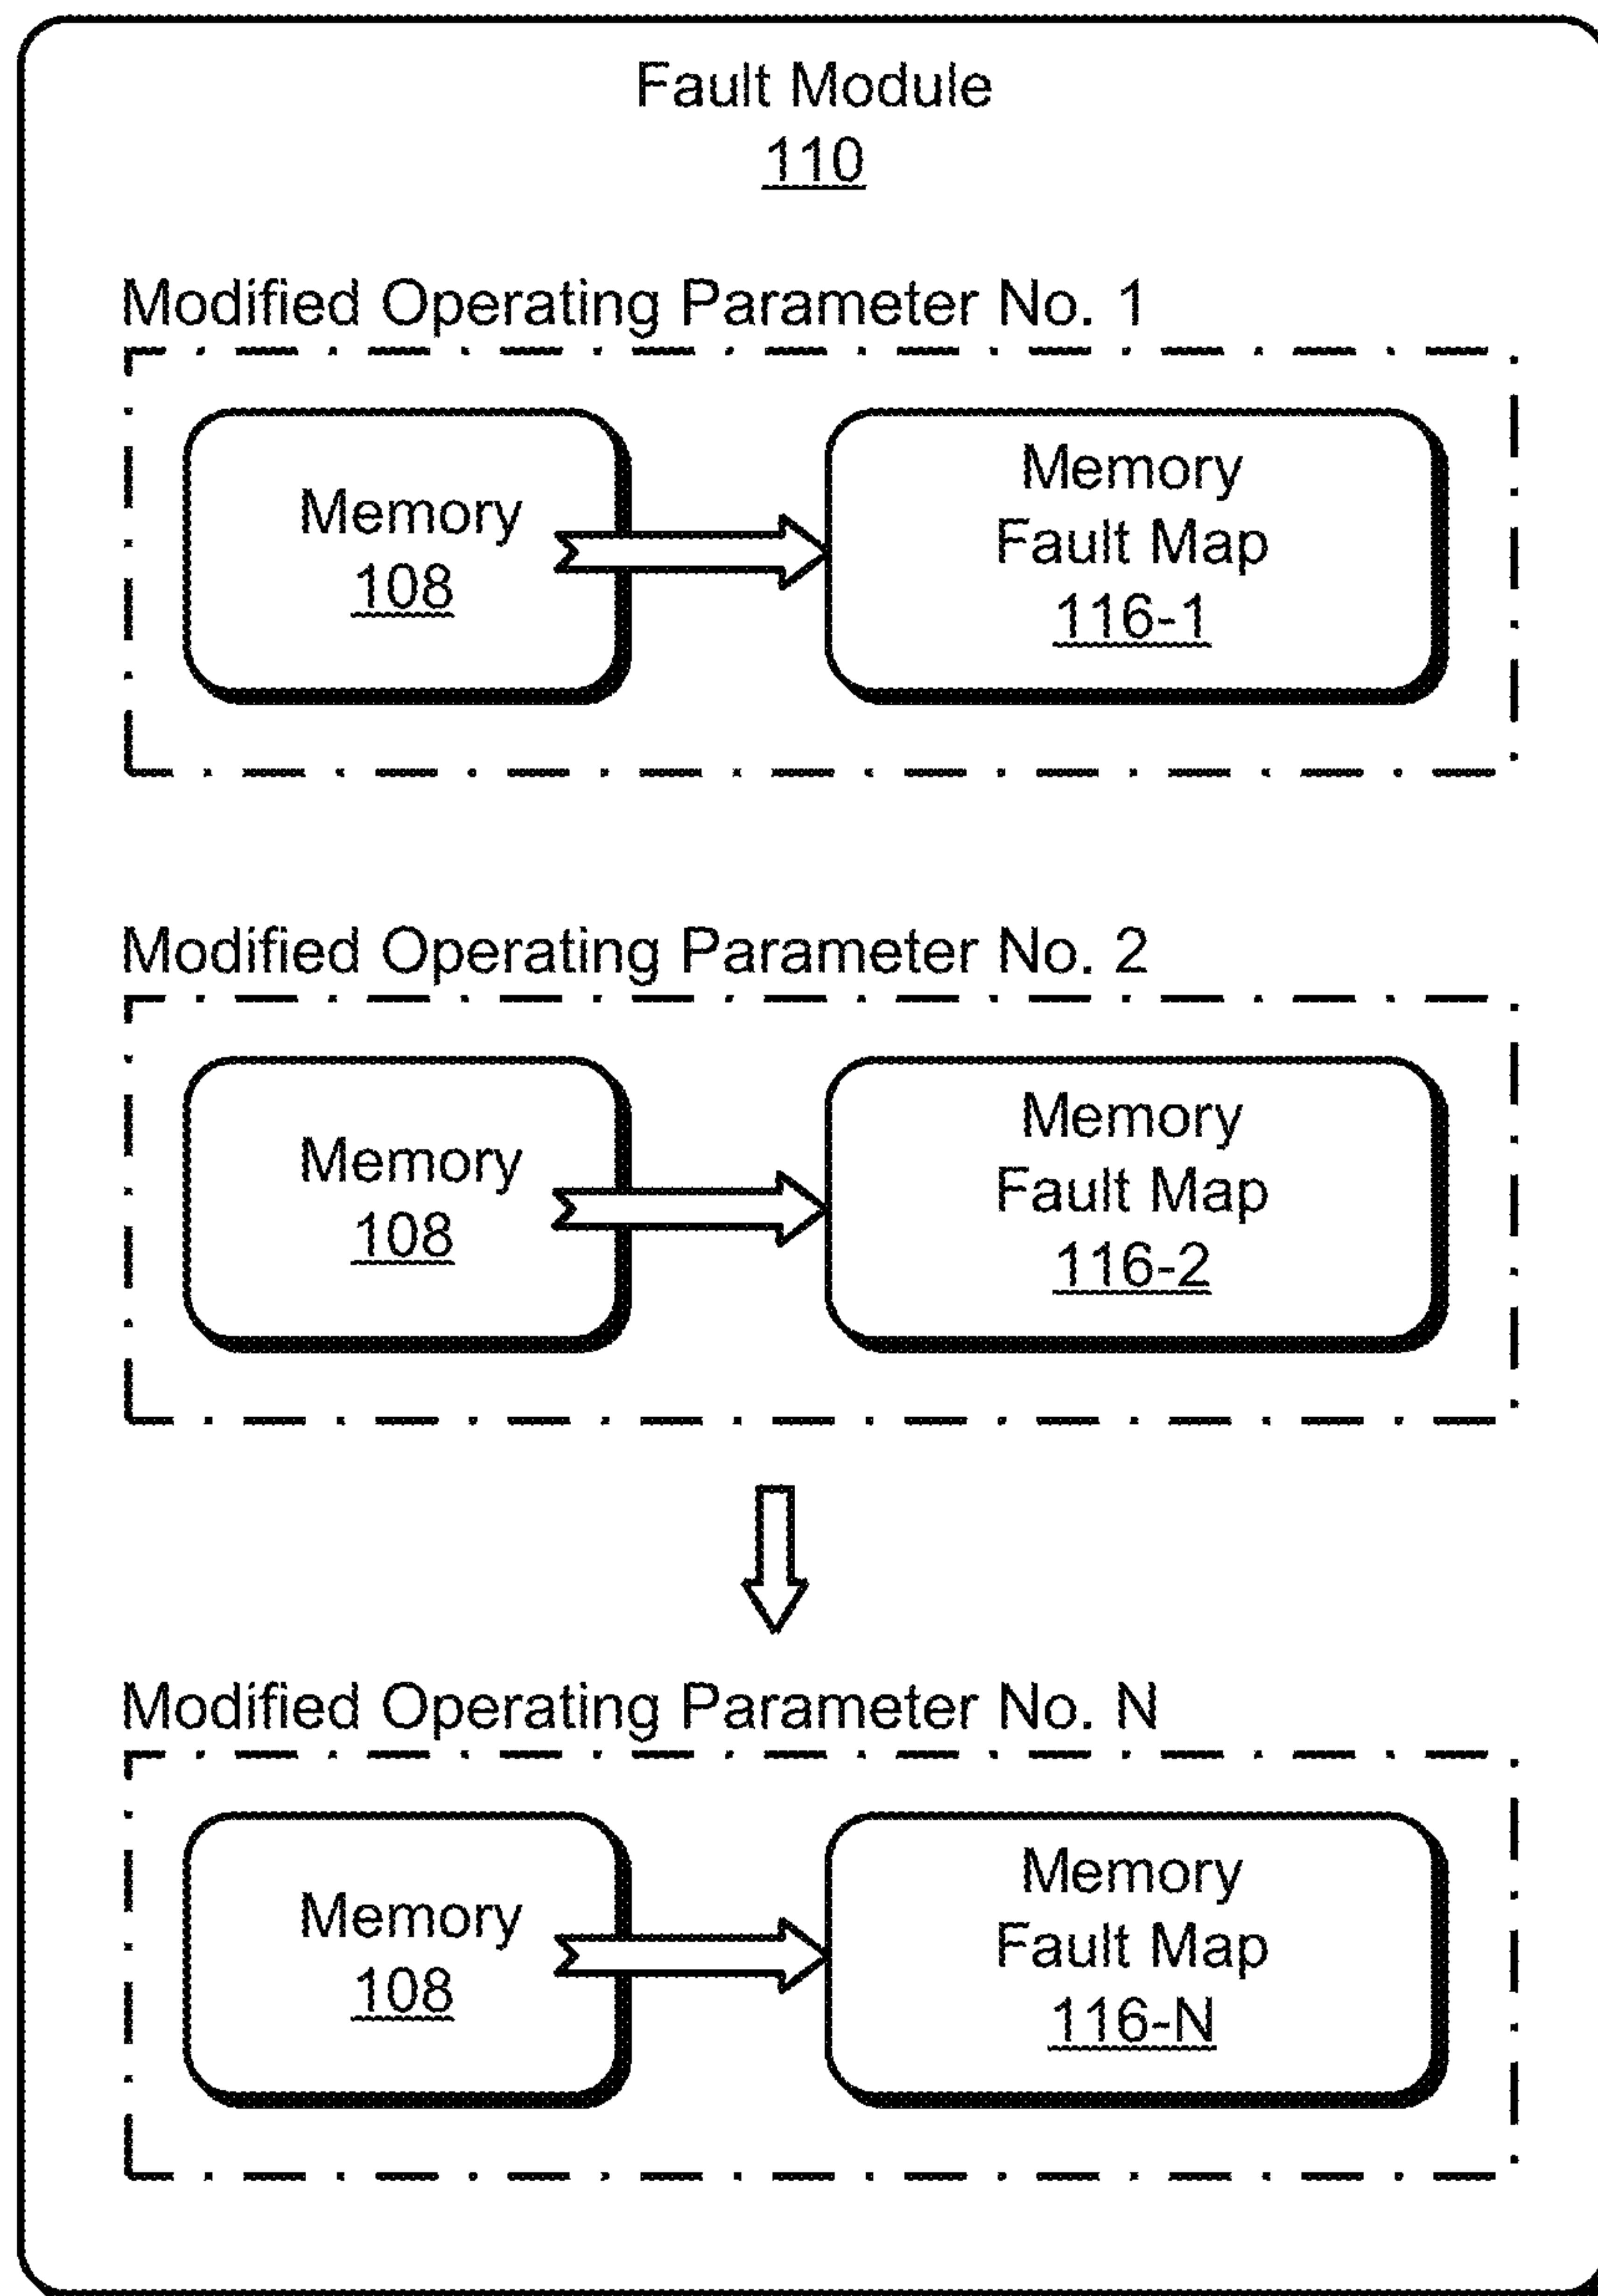 Fault Module
110
Modified Operating Parameter No. 1
Memory
108
Memory
Fault Map
116-1
Modified Operating Parameter No. 2
Memory
108
Memory
Fault Map
116-2
Modified Operating Parameter No. N
Memory
108
Memory
Fault Map
116-N